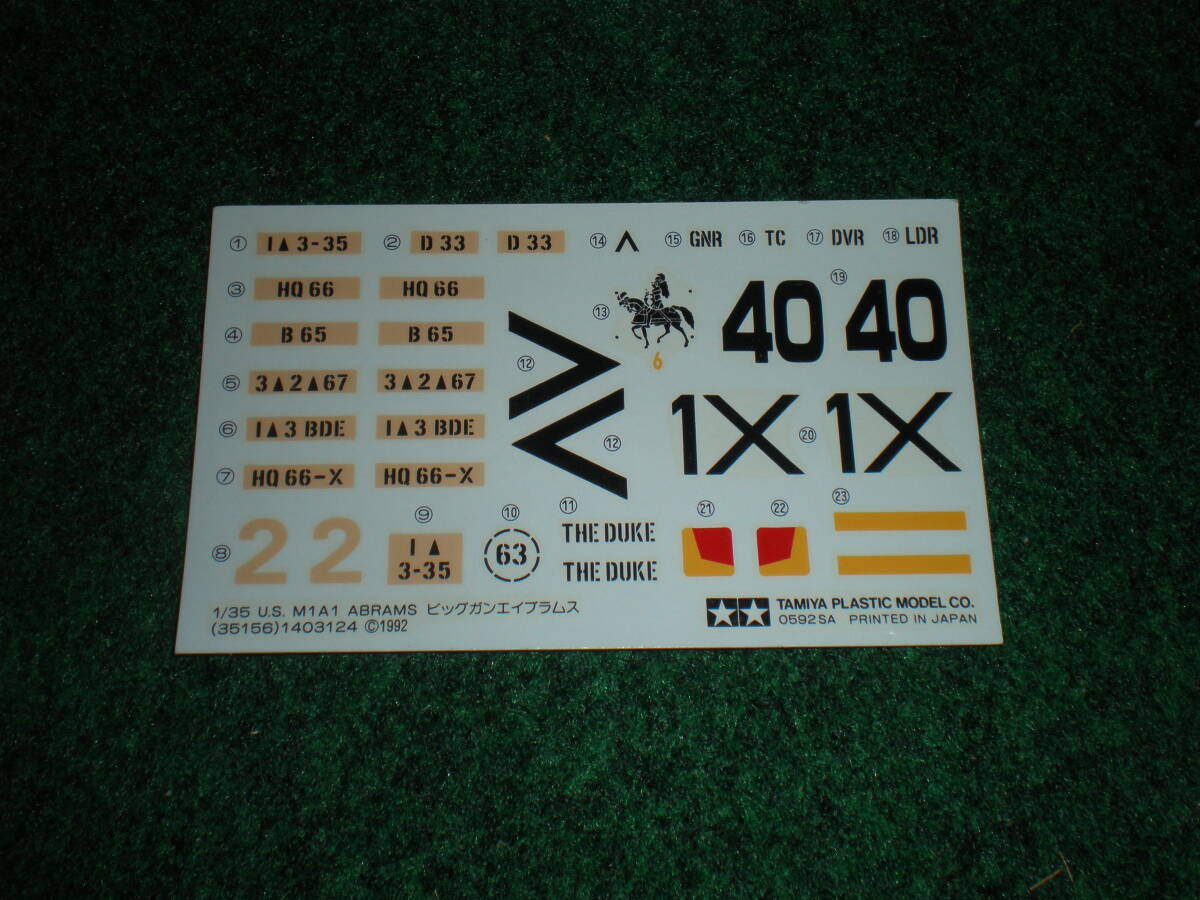 ① I▲3-35 ② D 33 D 33 ⑭ Λ ⑮ GNR ⑯ TC ⑰ DVR ⑱ LDR
③ HQ 66 HQ 66 ⑬ 6 40 ⑲ 40
④ B 65 B 65
⑤ 3▲2▲67 3▲2▲67 ⑫
⑥ I▲3 BDE I▲3 BDE ⑫ 1X ⑳ 1X
⑦ HQ 66-X HQ 66-X
⑧ 2 2 ⑨ I▲ ⑩ 63 ⑪ THE DUKE ㉑ ㉒ ㉓
3-35 THE DUKE
1/35 U.S. M1A1 ABRAMS ビッグガンエイブラムス
(35156)1403124 ©1992
TAMIYA PLASTIC MODEL CO.
0592SA PRINTED IN JAPAN